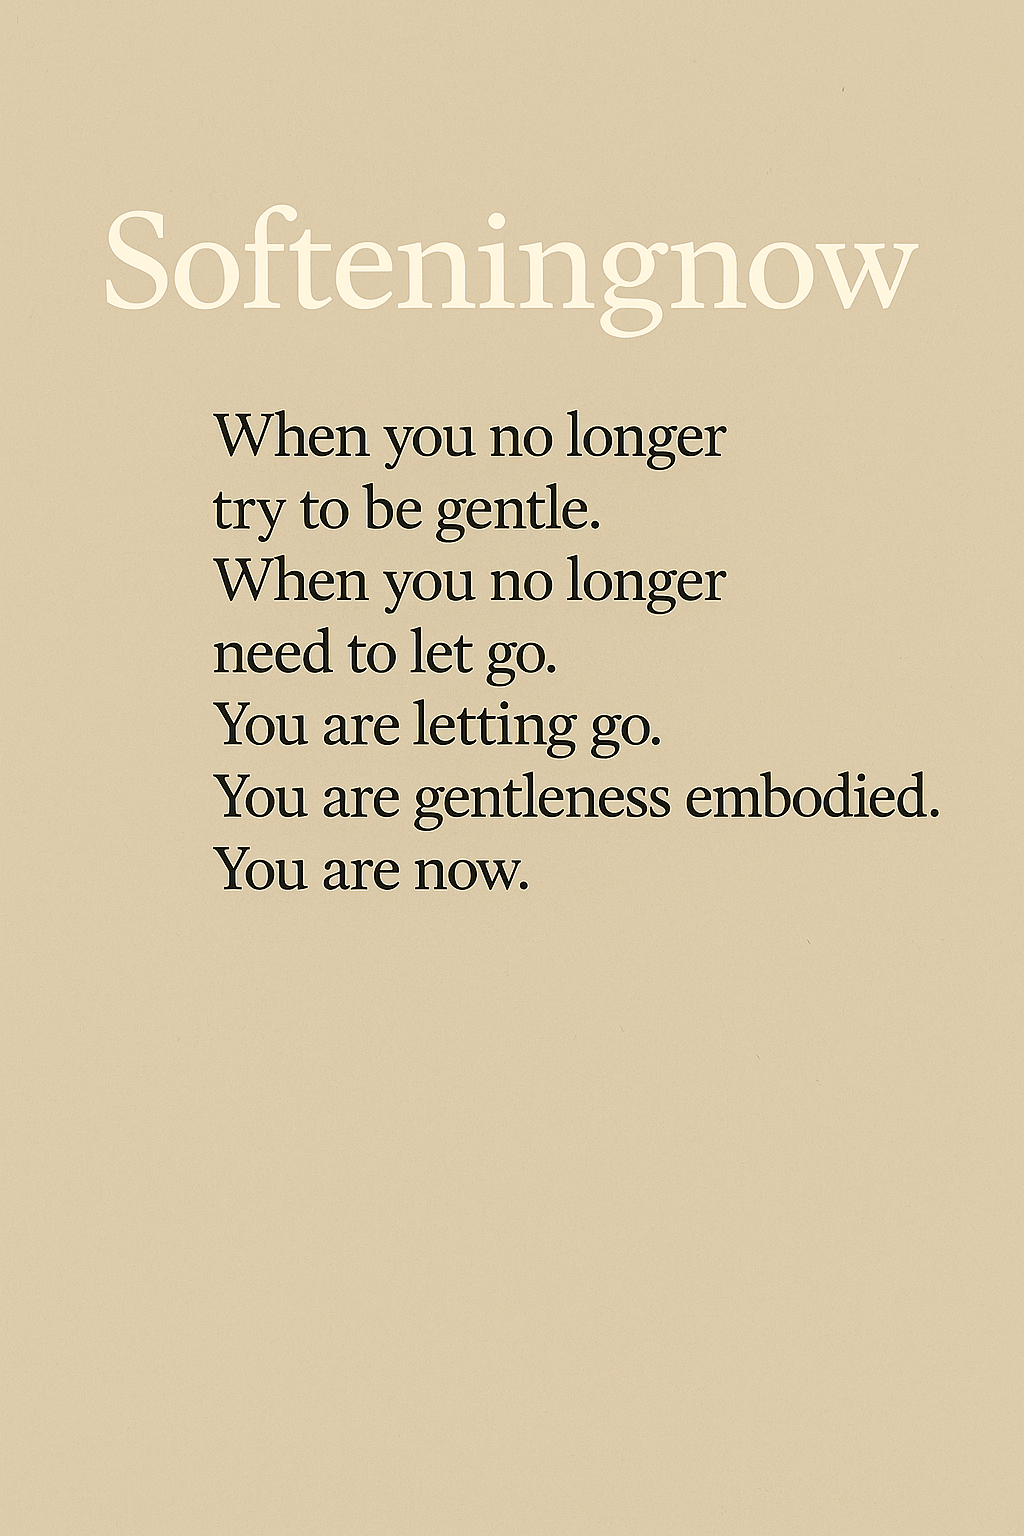 Softeningnow
When you no longer
try to be gentle.
When you no longer
need to let go.
You are letting go.
You are gentleness embodied.
You are now.